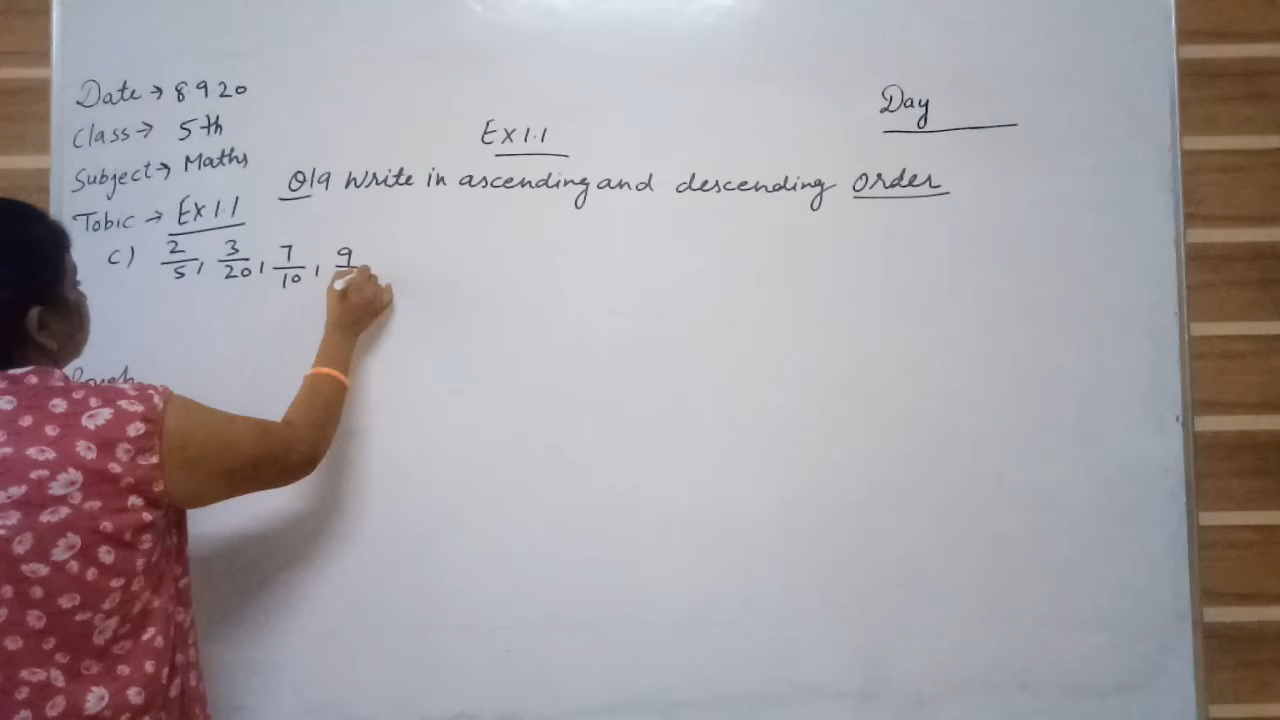 Date → 8 9 20
Day
Class → 5th
Ex 1.1
Subject → Maths
Q19 Write in ascending and descending order
Tobic → Ex 1.1
c) 2/5, 3/20, 7/10, 9
Rough